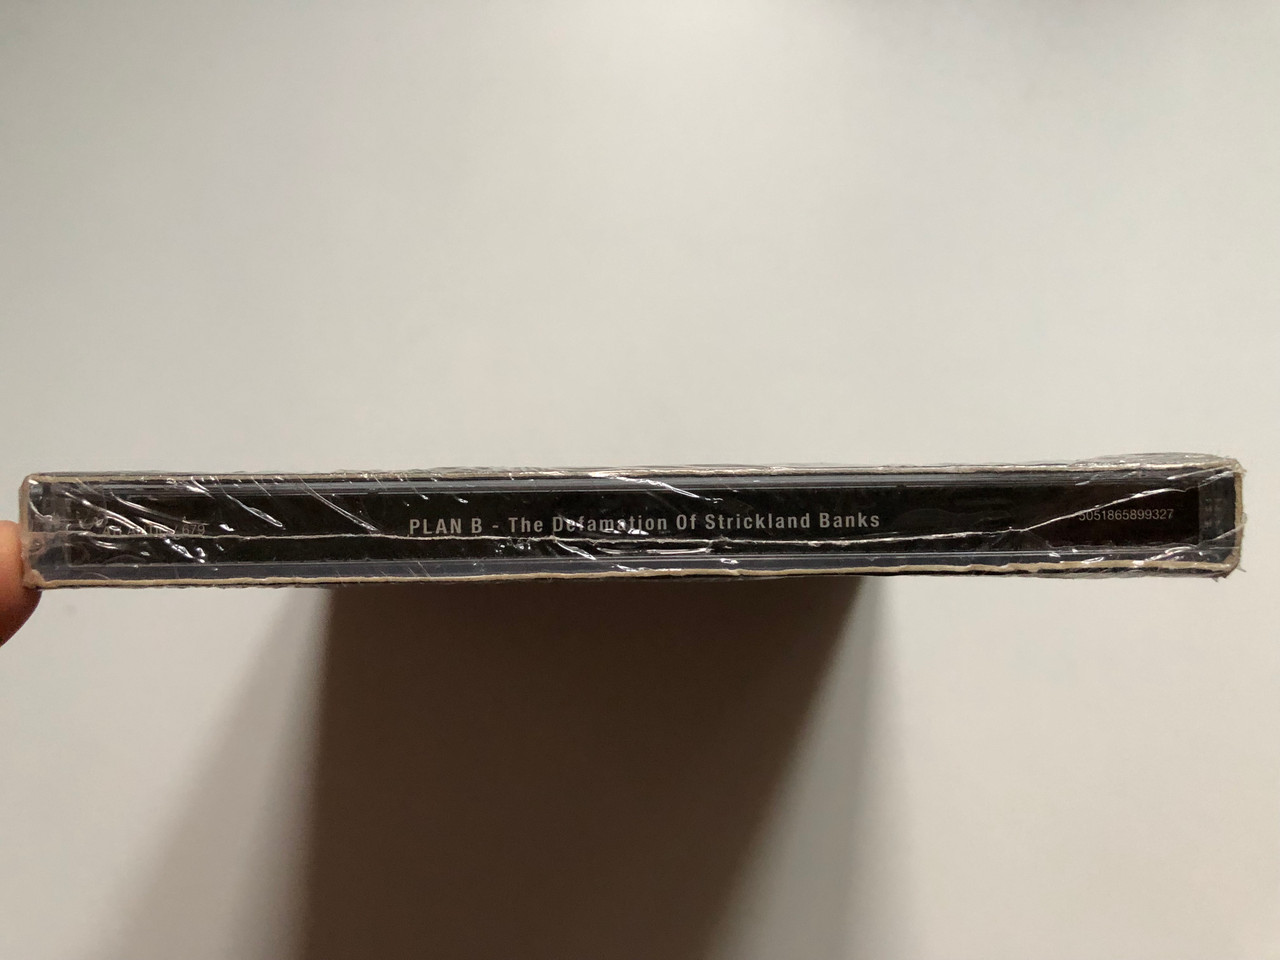 PLAN B - The Defamation Of Strickland Banks
5051865899327